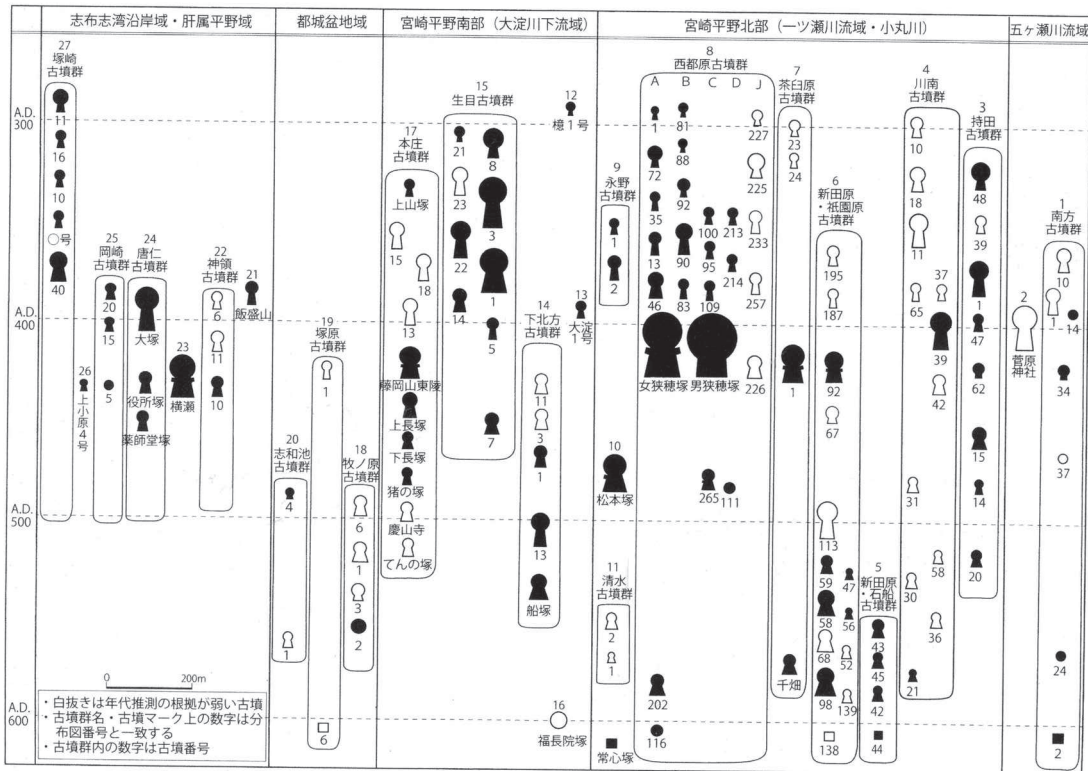 志布志湾沿岸域・肝属平野域
都城盆地域
宮崎平野南部（大淀川下流域）
宮崎平野北部（一ツ瀬川流域・小丸川）
五ヶ瀬川流域
A.D.
300
A.D.
400
A.D.
500
A.D.
600
27
塚崎
古墳群
11
16
10
○号
40
26
上小原4号
25
岡崎
古墳群
20
15
5
24
唐仁
古墳群
大塚
役所塚
薬師堂塚
23
横瀬
22
神領
古墳群
6
11
10
21
飯盛山
20
志和池
古墳群
4
1
19
塚原
古墳群
1
6
18
牧ノ原
古墳群
6
1
3
2
17
本庄
古墳群
上山塚
15
18
13
藤岡山東陵
上長塚
下長塚
猪の塚
慶山寺
てんの塚
15
生目古墳群
21
8
23
3
22
1
14
5
7
12
檍1号
13
大淀
1号
14
下北方
古墳群
11
3
1
13
船塚
16
福長院塚
9
永野
古墳群
1
2
10
松本塚
11
清水
古墳群
2
1
常心塚
8
西都原古墳群
A
B
C
D
J
1
81
227
72
88
225
35
92
100
213
233
13
90
95
214
46
83
109
257
女狭穂塚
男狭穂塚
226
265
111
202
116
7
茶臼原
古墳群
23
24
1
千畑
6
新田原
・祇園原
古墳群
195
187
92
67
113
59
47
58
56
68
52
98
139
138
5
新田原
・石船
古墳群
43
45
42
44
4
川南
古墳群
10
18
11
37
65
39
42
31
58
30
36
21
3
持田
古墳群
48
39
1
47
62
15
14
20
2
菅原
神社
1
南方
古墳群
10
1
14
34
37
24
2
0
200m
・白抜きは年代推測の根拠が弱い古墳
・古墳群名・古墳マーク上の数字は分
布図番号と一致する
・古墳群内の数字は古墳番号